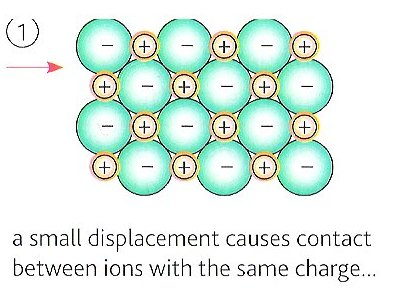 1
− + − + − +
+ − + − + −
− + − + − +
+ − + − + −
a small displacement causes contact
between ions with the same charge...